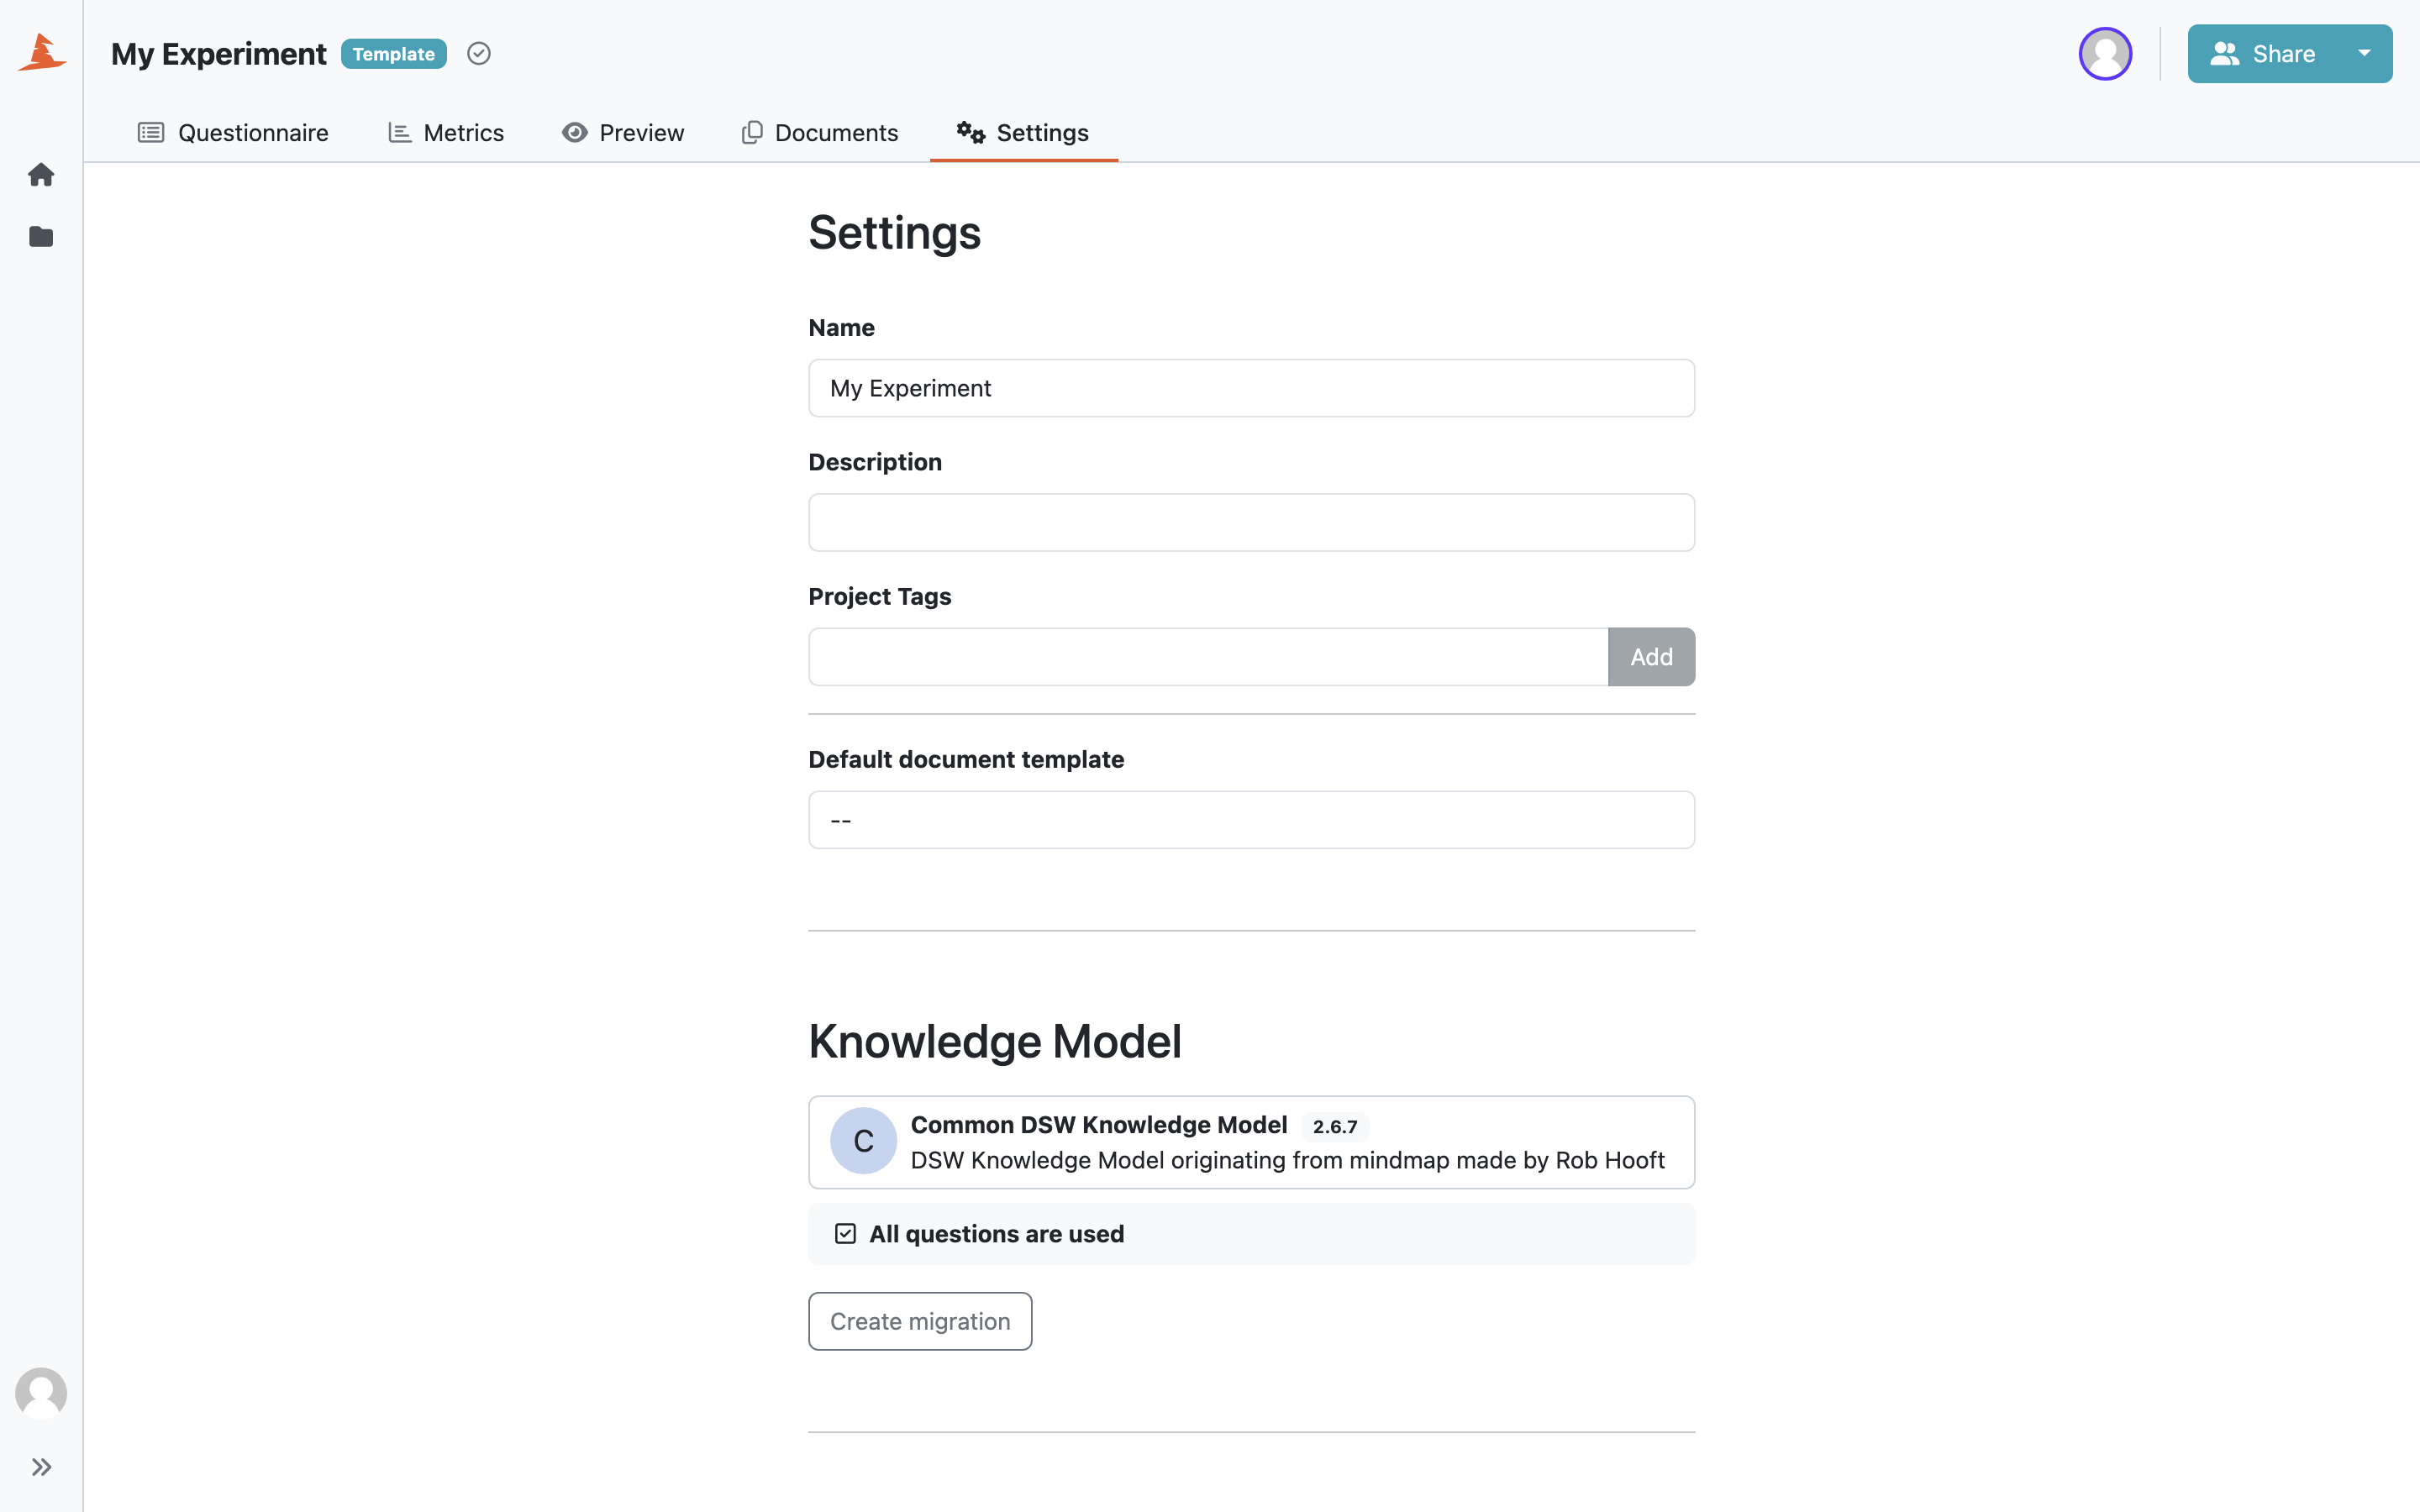 My Experiment Template
Share
Questionnaire Metrics Preview Documents Settings
Settings
Name
My Experiment
Description
Project Tags
Add
Default document template
--
Knowledge Model
C
Common DSW Knowledge Model 2.6.7
DSW Knowledge Model originating from mindmap made by Rob Hooft
All questions are used
Create migration